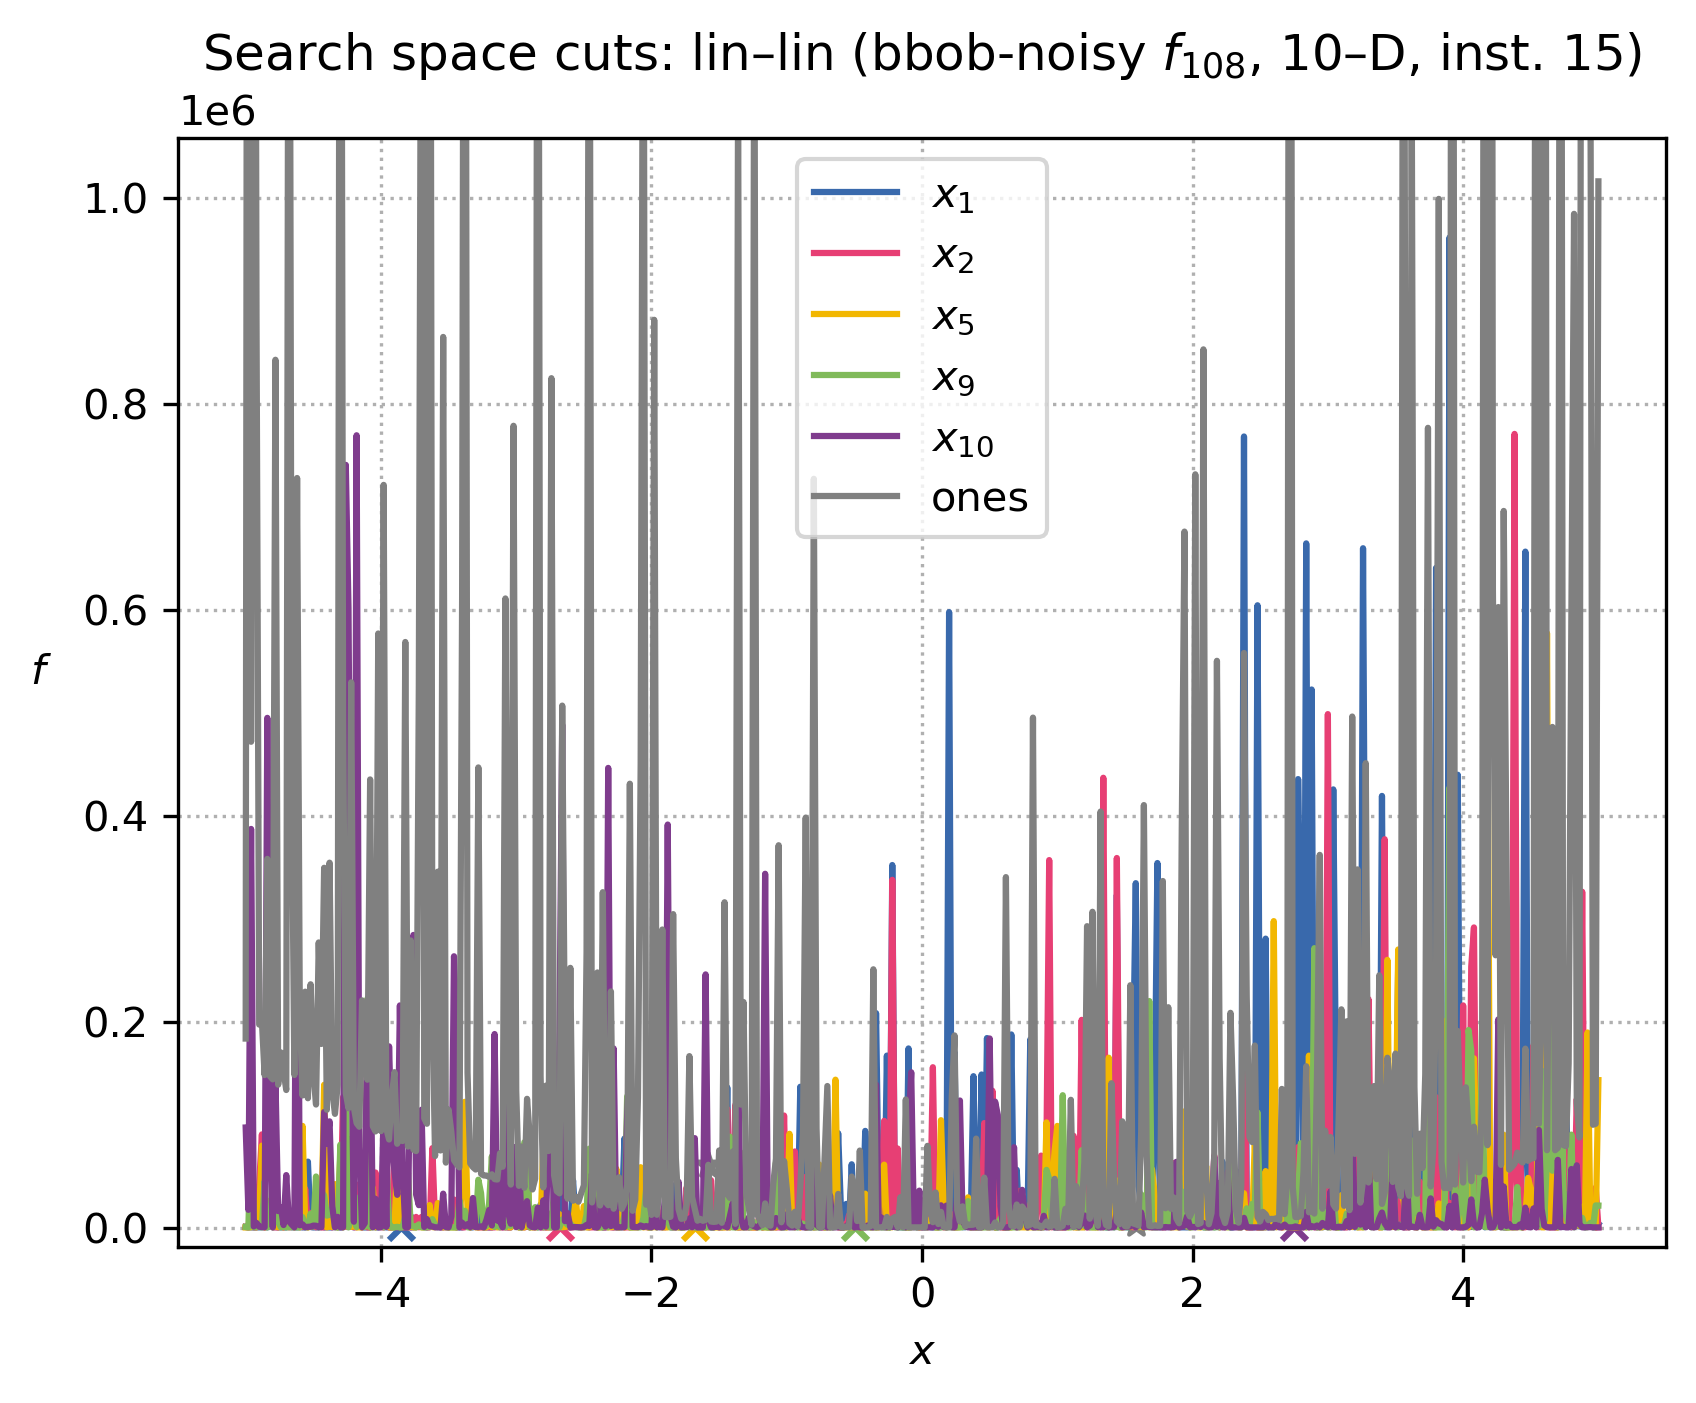 Search space cuts: lin–lin (bbob-noisy f₁₀₈, 10–D, inst. 15)
1e6
1.0
0.8
0.6
0.4
0.2
0.0
f
x₁
x₂
x₅
x₉
x₁₀
ones
−4 −2 0 2 4
x